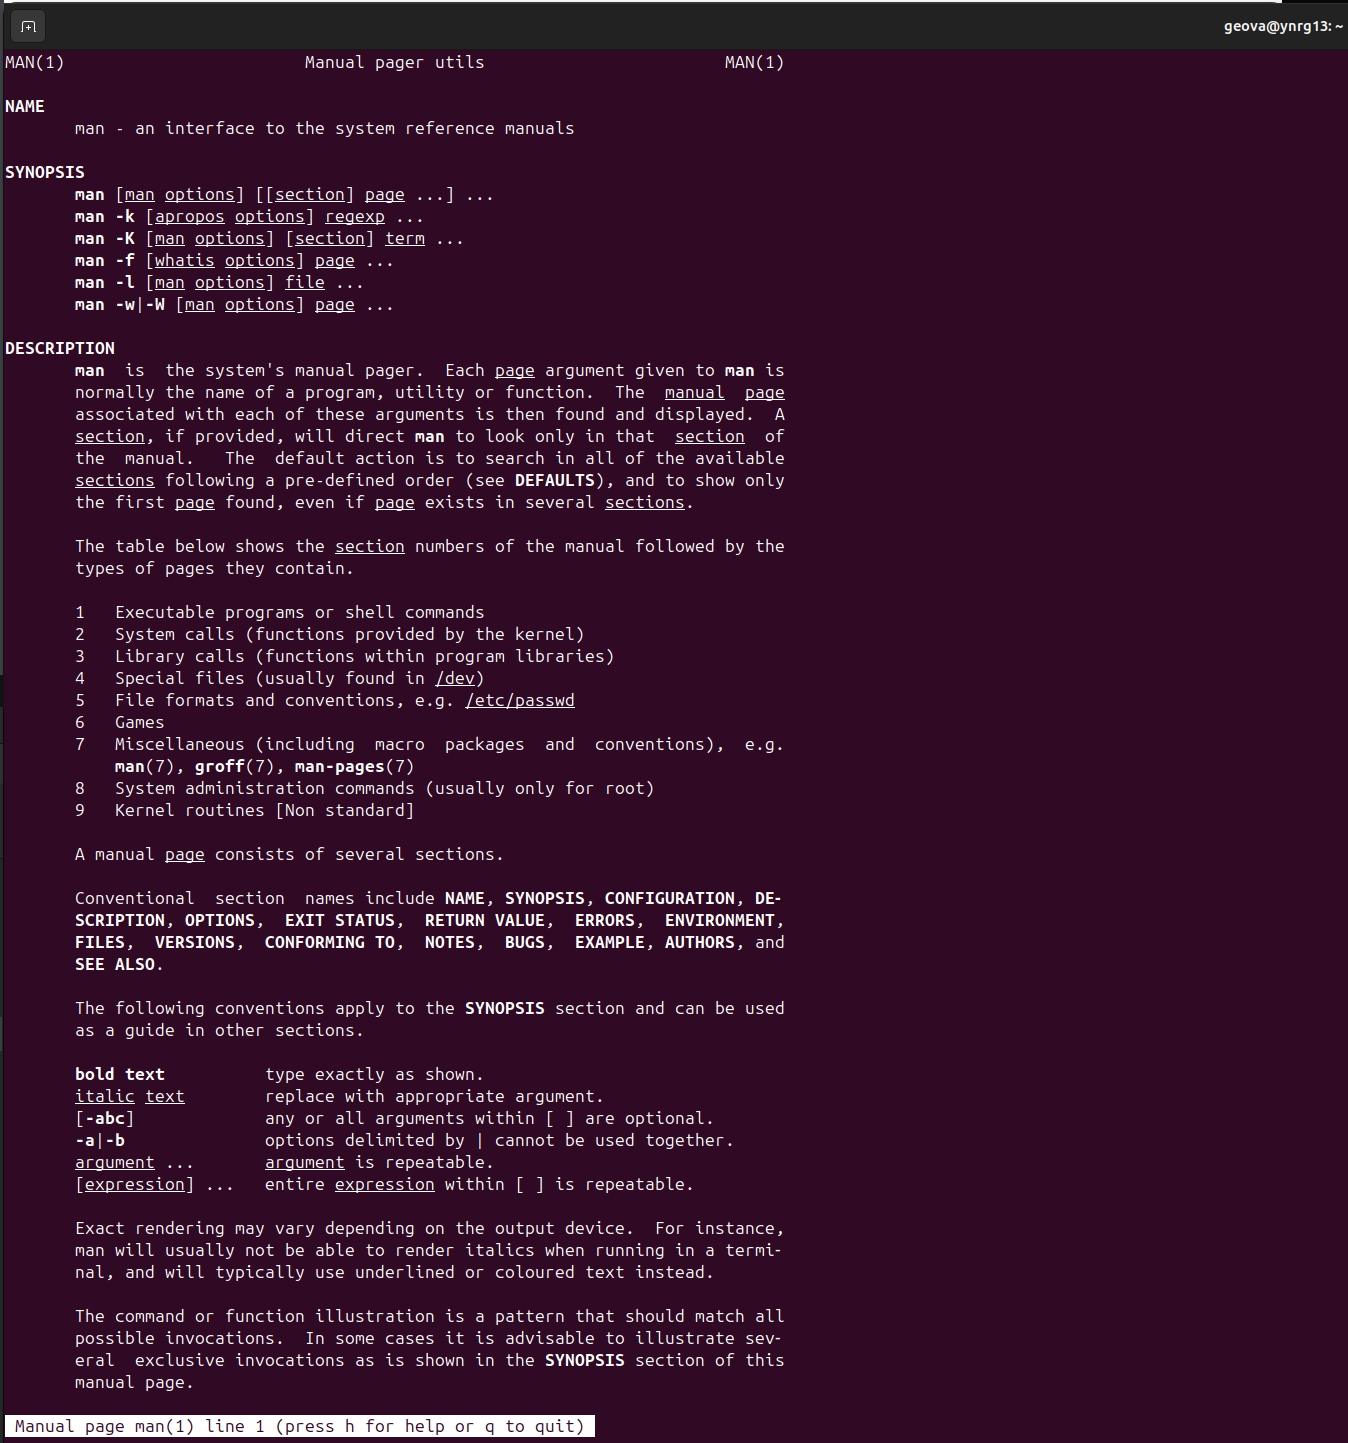 geova@ynrg13: ~
MAN(1)                        Manual pager utils                        MAN(1)
NAME
       man - an interface to the system reference manuals
SYNOPSIS
       man [man options] [[section] page ...] ...
       man -k [apropos options] regexp ...
       man -K [man options] [section] term ...
       man -f [whatis options] page ...
       man -l [man options] file ...
       man -w|-W [man options] page ...
DESCRIPTION
       man  is  the system's manual pager.  Each page argument given to man is
       normally the name of a program, utility or function.  The  manual  page
       associated with each of these arguments is then found and displayed.  A
       section, if provided, will direct man to look only in that  section  of
       the  manual.   The  default action is to search in all of the available
       sections following a pre-defined order (see DEFAULTS), and to show only
       the first page found, even if page exists in several sections.
       The table below shows the section numbers of the manual followed by the
       types of pages they contain.
       1   Executable programs or shell commands
       2   System calls (functions provided by the kernel)
       3   Library calls (functions within program libraries)
       4   Special files (usually found in /dev)
       5   File formats and conventions, e.g. /etc/passwd
       6   Games
       7   Miscellaneous (including  macro  packages  and  conventions),  e.g.
           man(7), groff(7), man-pages(7)
       8   System administration commands (usually only for root)
       9   Kernel routines [Non standard]
       A manual page consists of several sections.
       Conventional  section  names include NAME, SYNOPSIS, CONFIGURATION, DE-
       SCRIPTION, OPTIONS,  EXIT STATUS,  RETURN VALUE,  ERRORS,  ENVIRONMENT,
       FILES,  VERSIONS,  CONFORMING TO,  NOTES,  BUGS,  EXAMPLE, AUTHORS, and
       SEE ALSO.
       The following conventions apply to the SYNOPSIS section and can be used
       as a guide in other sections.
       bold text          type exactly as shown.
       italic text        replace with appropriate argument.
       [-abc]             any or all arguments within [ ] are optional.
       -a|-b              options delimited by | cannot be used together.
       argument ...       argument is repeatable.
       [expression] ...   entire expression within [ ] is repeatable.
       Exact rendering may vary depending on the output device.  For instance,
       man will usually not be able to render italics when running in a termi-
       nal, and will typically use underlined or coloured text instead.
       The command or function illustration is a pattern that should match all
       possible invocations.  In some cases it is advisable to illustrate sev-
       eral  exclusive invocations as is shown in the SYNOPSIS section of this
       manual page.
 Manual page man(1) line 1 (press h for help or q to quit)